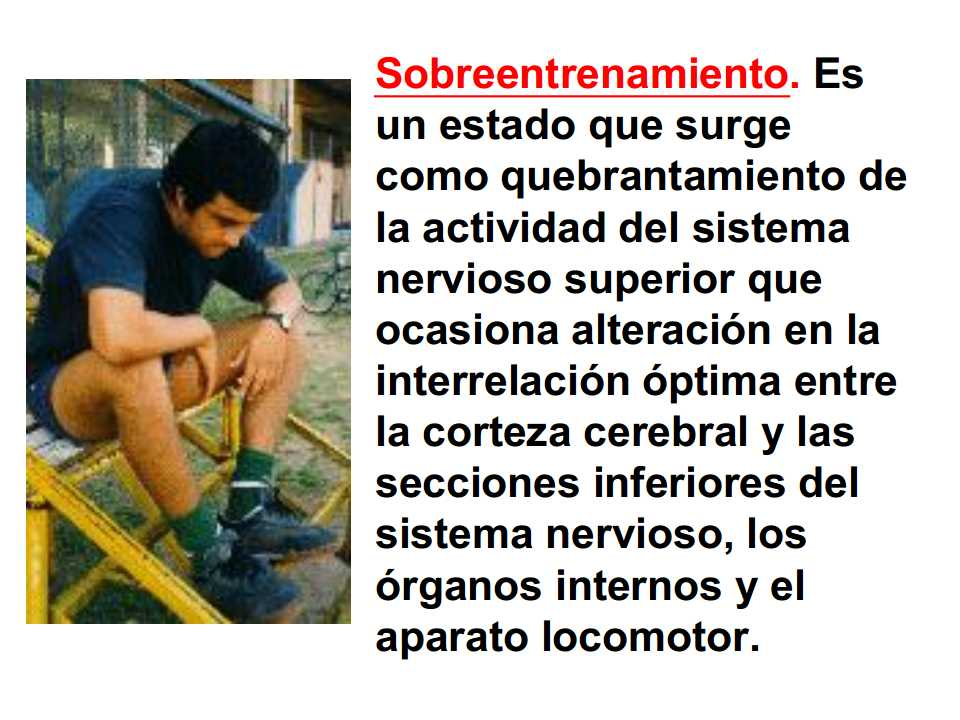 Sobreentrenamiento. Es
un estado que surge
como quebrantamiento de
la actividad del sistema
nervioso superior que
ocasiona alteración en la
interrelación óptima entre
la corteza cerebral y las
secciones inferiores del
sistema nervioso, los
órganos internos y el
aparato locomotor.